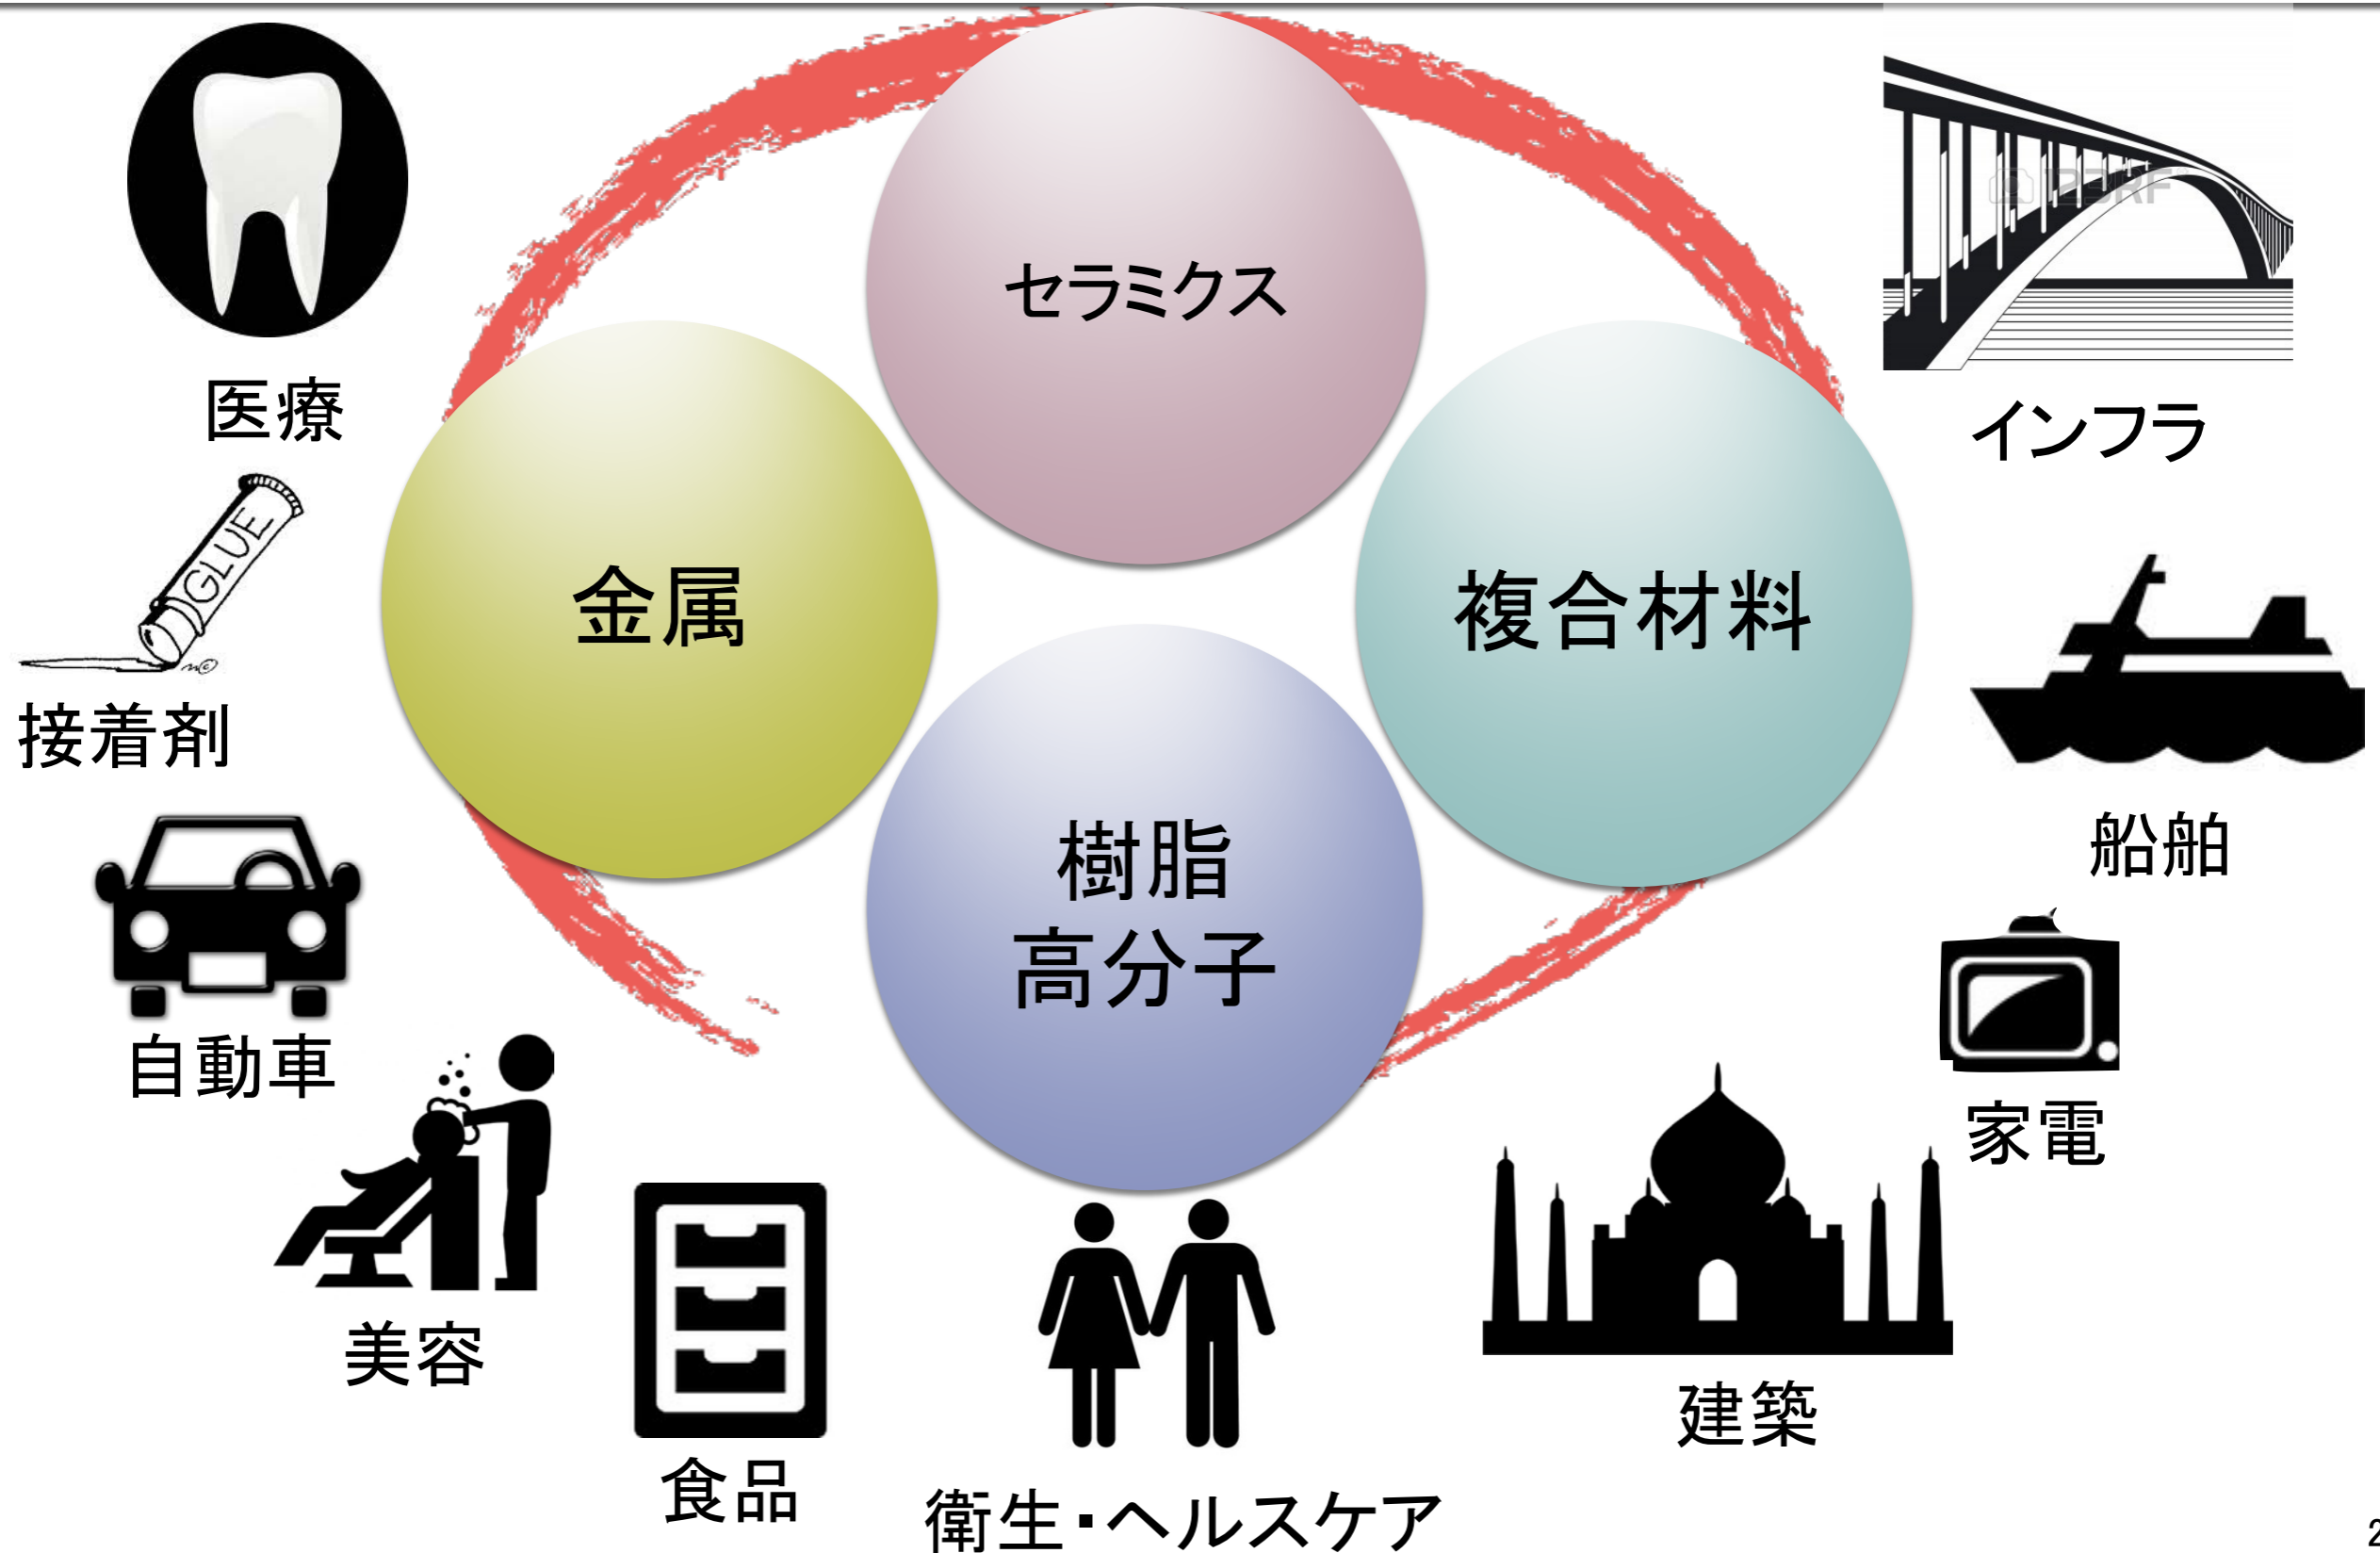 セラミクス
123RF
医療
インフラ
GLUE
金属
複合材料
接着剤
樹脂
高分子
船舶
自動車
家電
美容
建築
食品
衛生・ヘルスケア
2